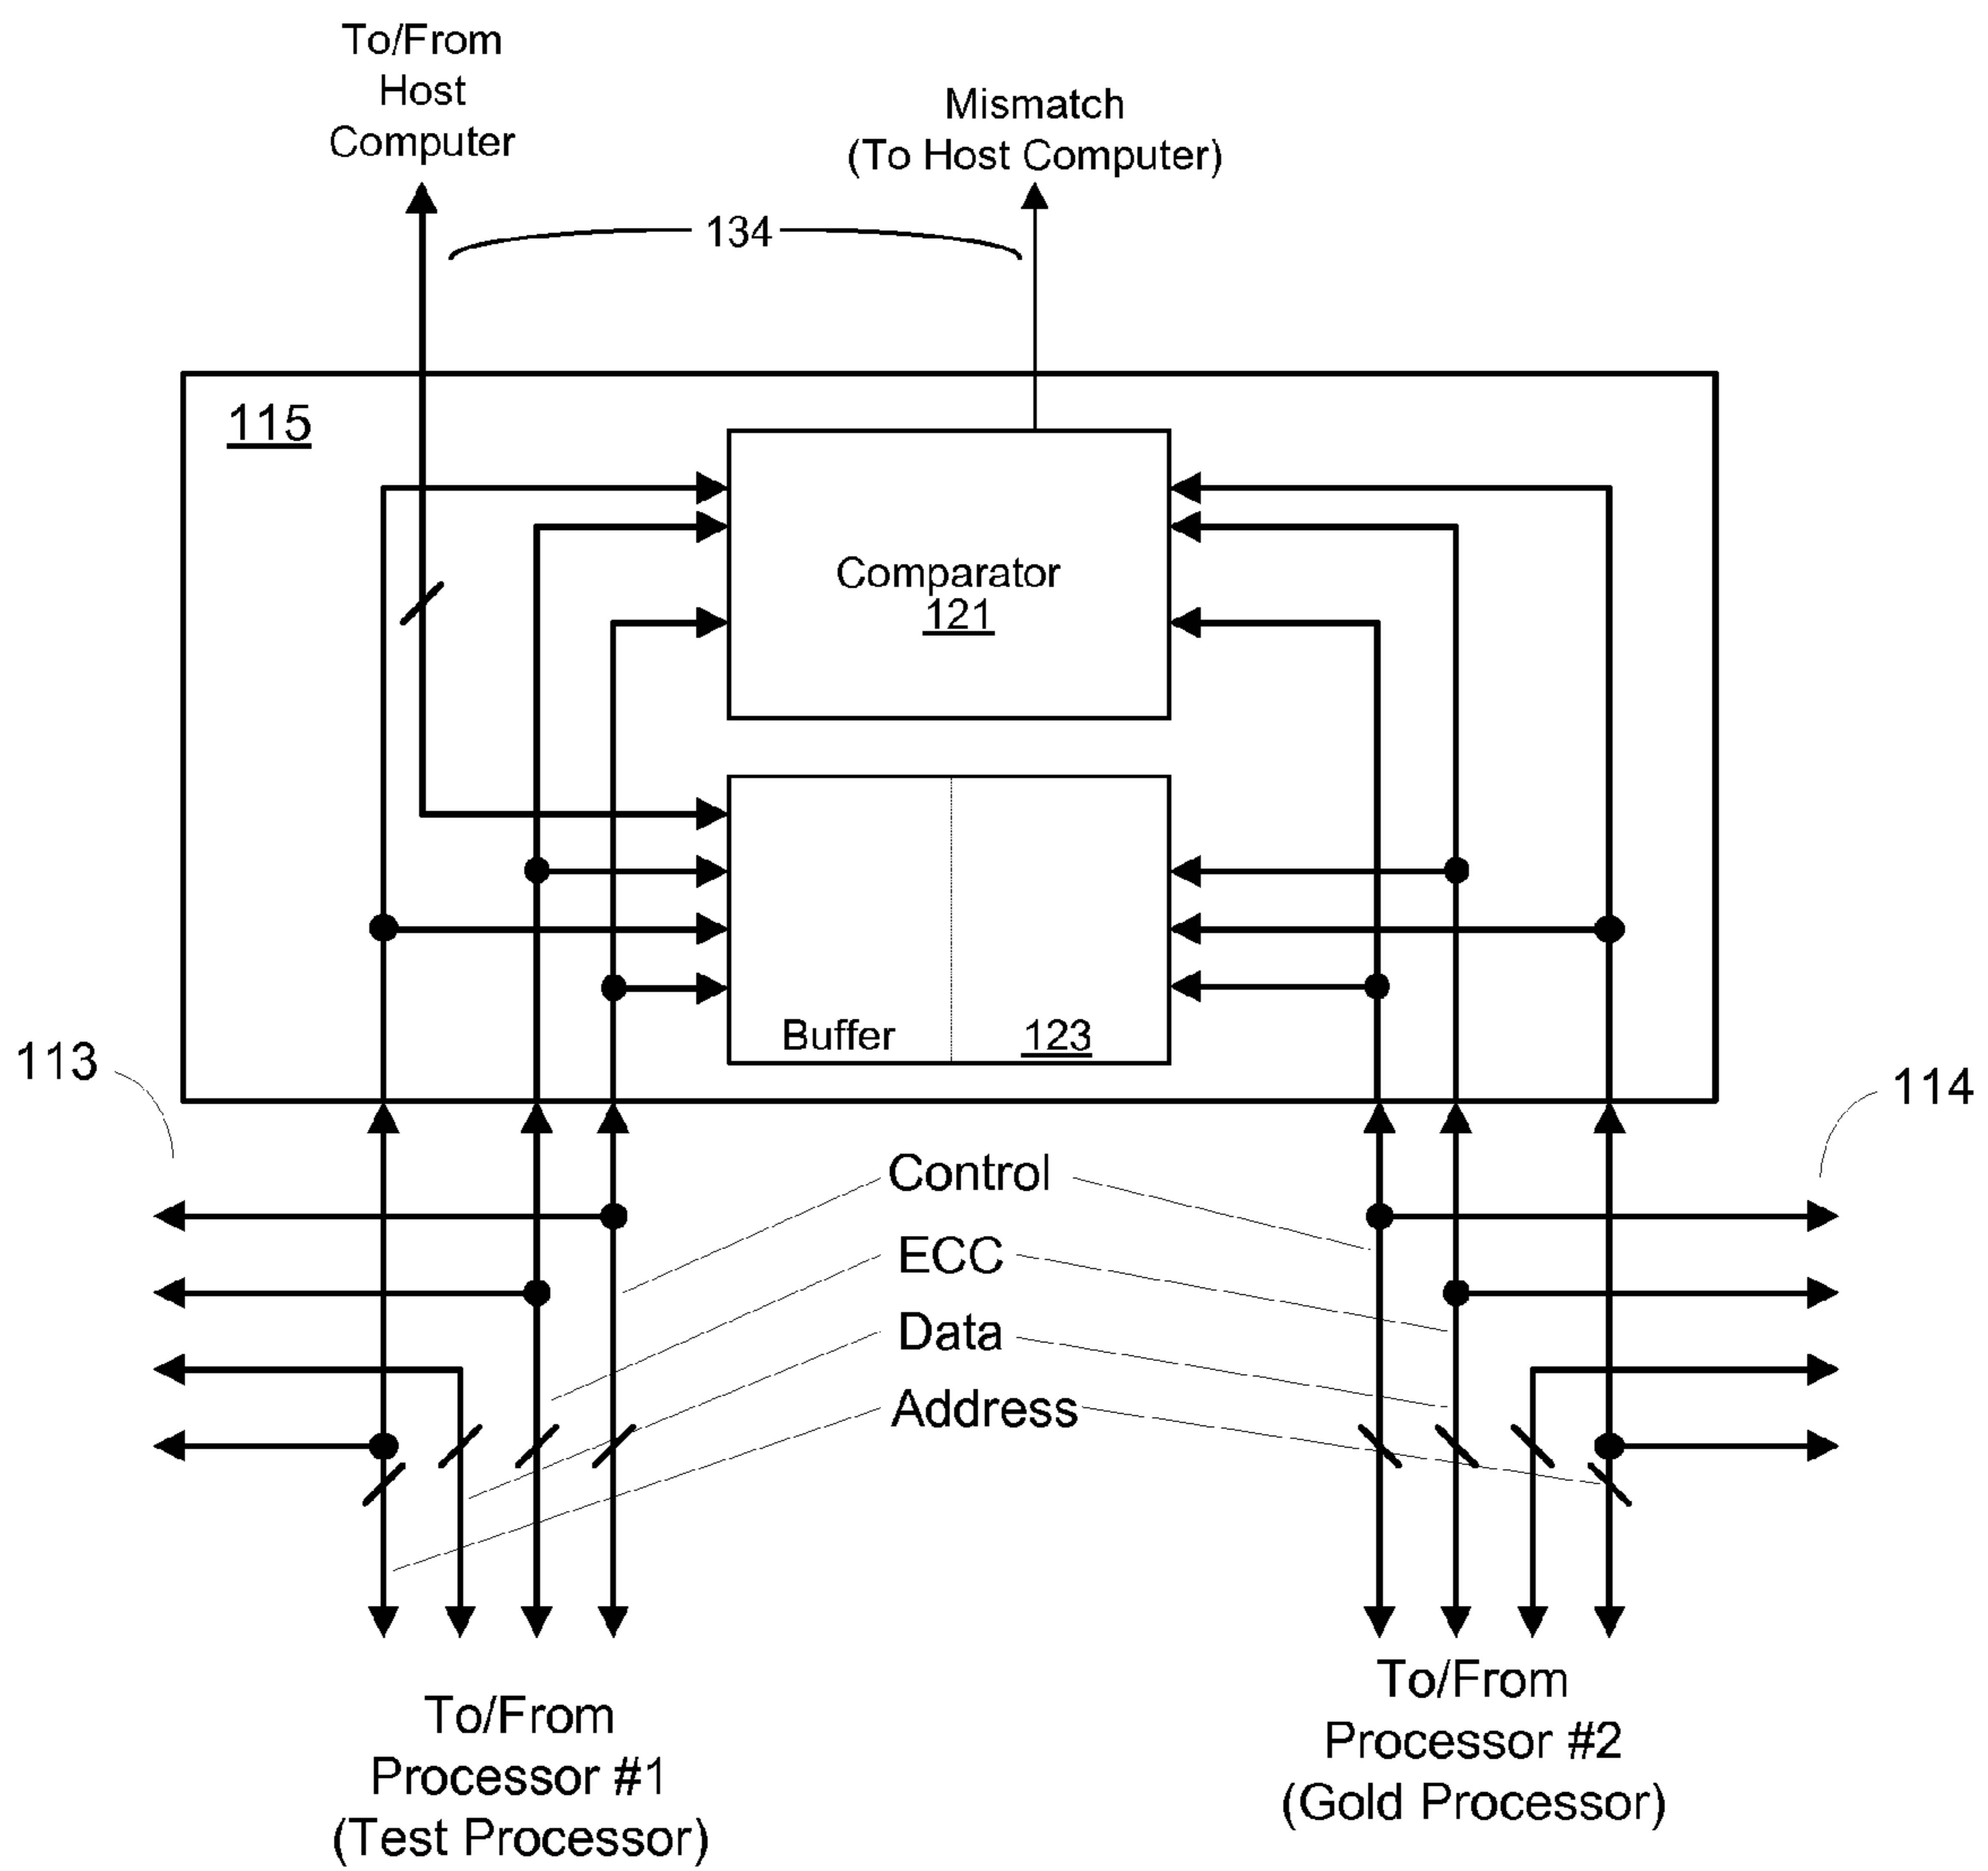 To/From
Host
Computer
Mismatch
(To Host Computer)
134
115
Comparator
121
Buffer
123
113
114
Control
ECC
Data
Address
To/From
Processor #1
(Test Processor)
To/From
Processor #2
(Gold Processor)